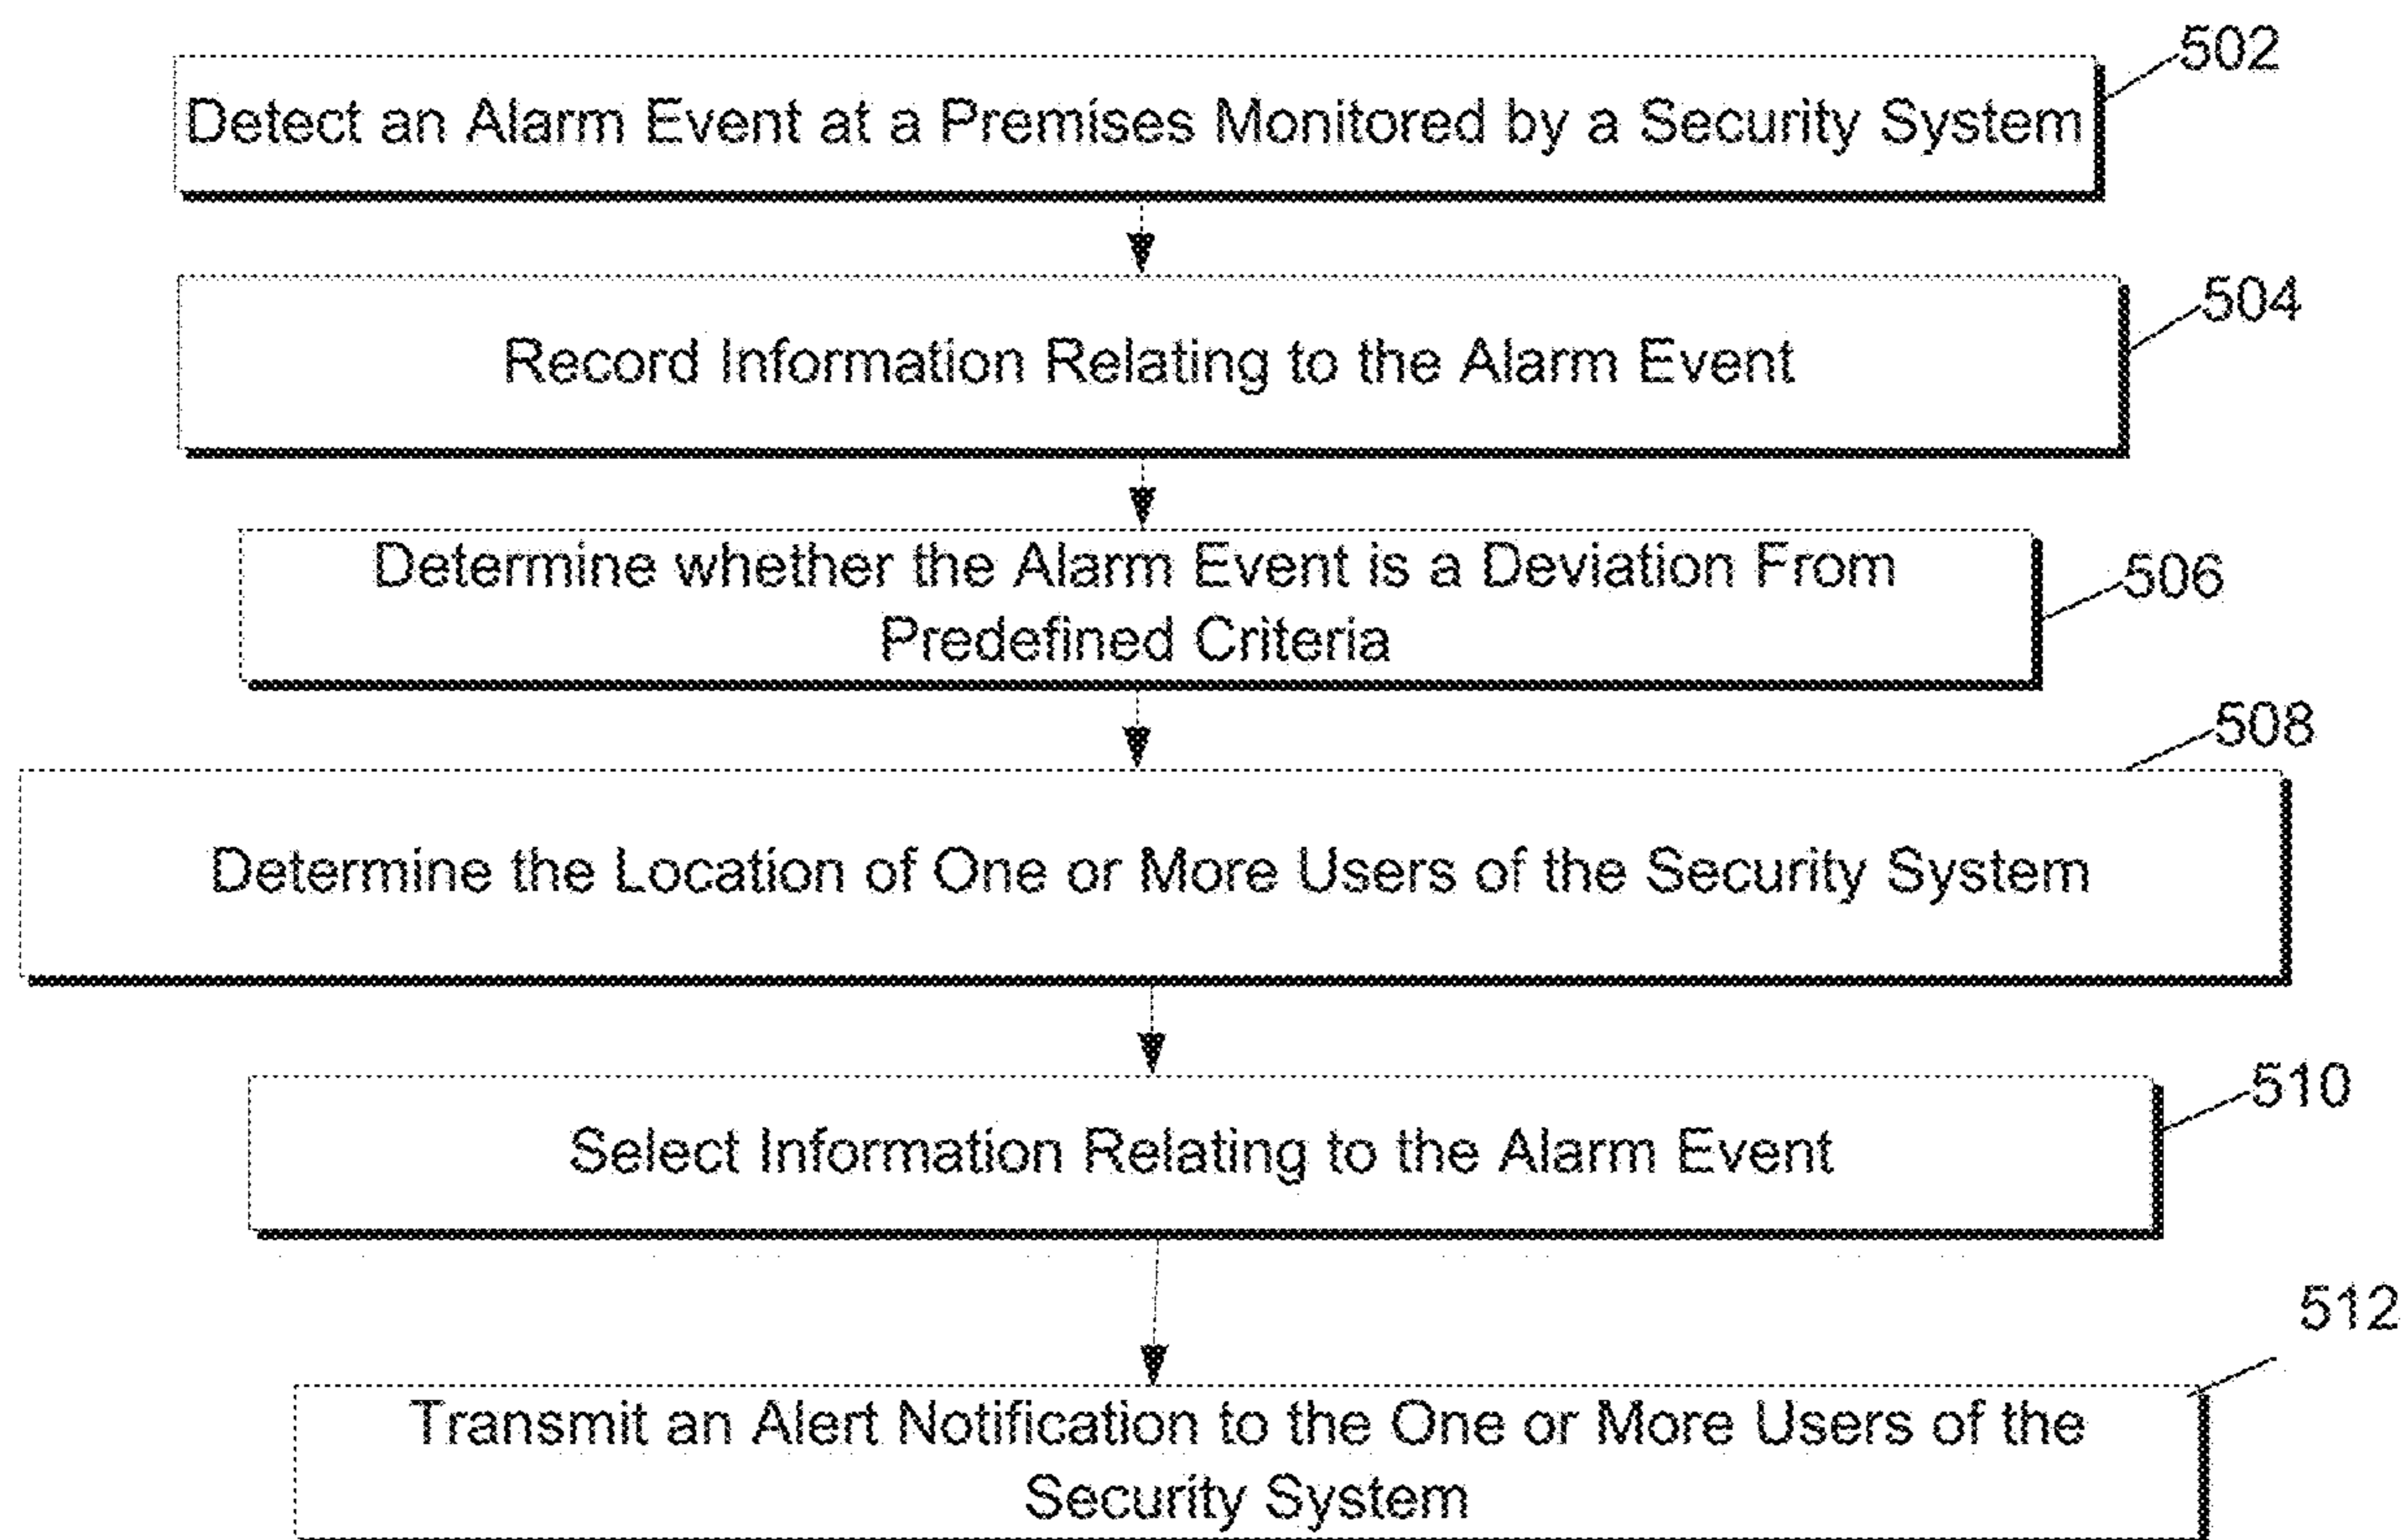 502
Detect an Alarm Event at a Premises Monitored by a Security System
504
Record Information Relating to the Alarm Event
506
Determine whether the Alarm Event is a Deviation From
Predefined Criteria
508
Determine the Location of One or More Users of the Security System
510
Select Information Relating to the Alarm Event
512
Transmit an Alert Notification to the One or More Users of the
Security System